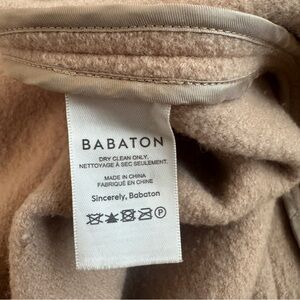 BABATON
DRY CLEAN ONLY.
NETTOYAGE À SEC SEULEMENT.
MADE IN CHINA
FABRIQUÉ EN CHINE
Sincerely, Babaton
P